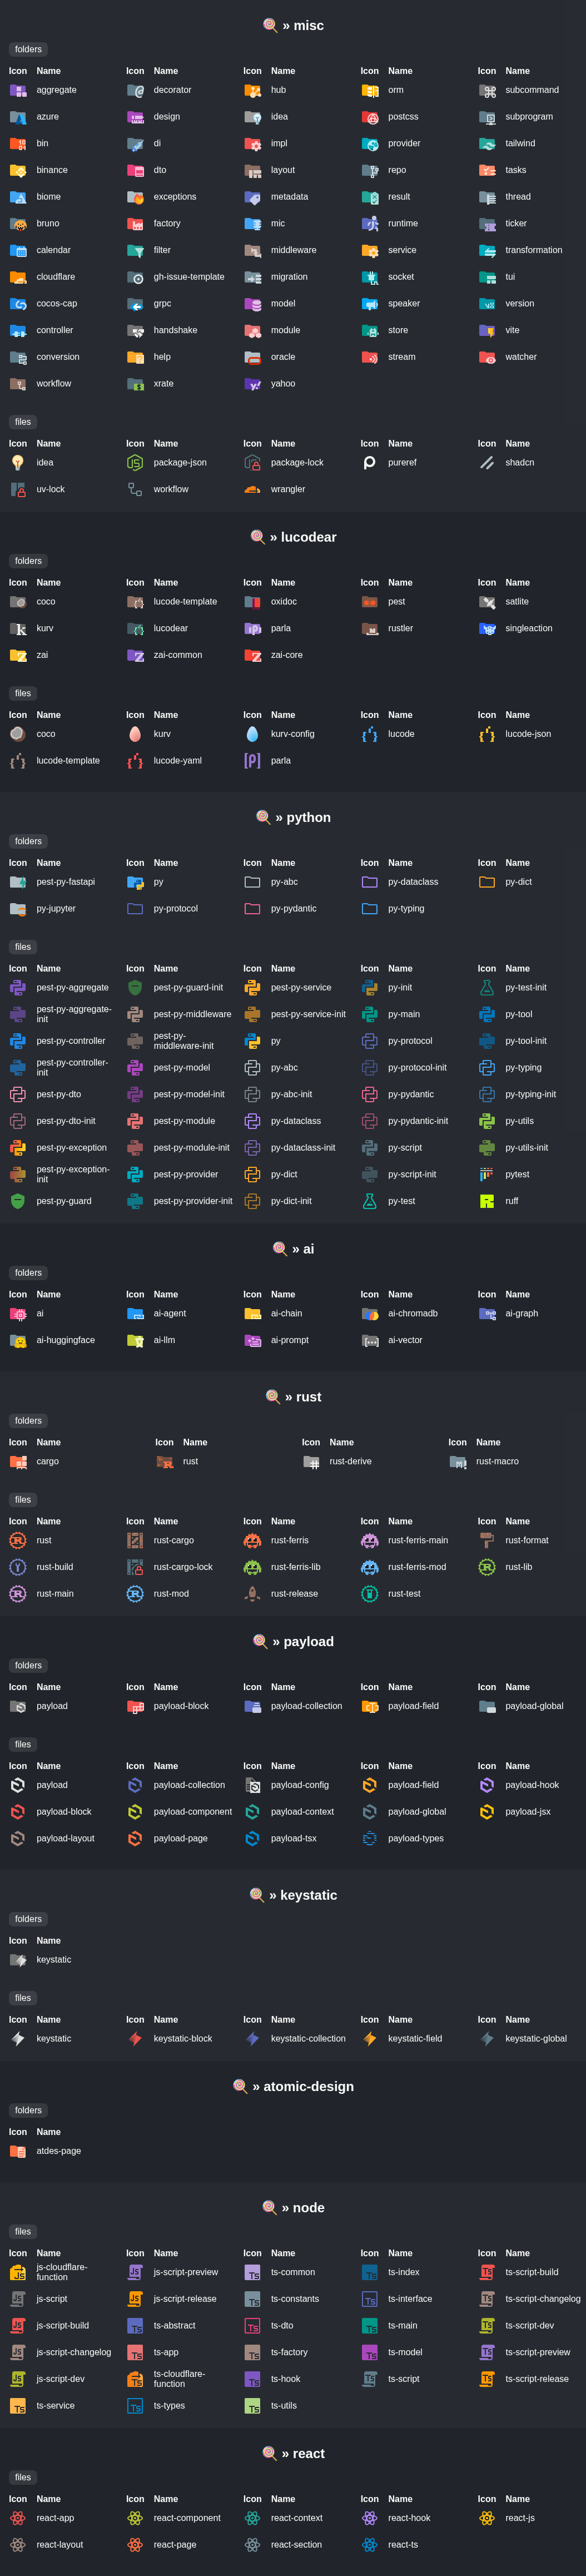 » misc
folders
Icon Name Icon Name Icon Name Icon Name Icon Name
aggregate decorator hub orm subcommand
azure design idea postcss subprogram
bin di impl provider tailwind
binance dto layout repo tasks
biome exceptions metadata result thread
bruno factory mic runtime ticker
calendar filter middleware service transformation
cloudflare gh-issue-template migration socket tui
cocos-cap grpc model speaker version
controller handshake module store vite
conversion help oracle stream watcher
workflow xrate yahoo
files
Icon Name Icon Name Icon Name Icon Name Icon Name
idea package-json package-lock pureref shadcn
uv-lock workflow wrangler
» lucodear
folders
Icon Name Icon Name Icon Name Icon Name Icon Name
coco lucode-template oxidoc pest satlite
kurv lucodear parla rustler singleaction
zai zai-common zai-core
files
Icon Name Icon Name Icon Name Icon Name Icon Name
coco kurv kurv-config lucode lucode-json
lucode-template lucode-yaml parla
» python
folders
Icon Name Icon Name Icon Name Icon Name Icon Name
pest-py-fastapi py py-abc py-dataclass py-dict
py-jupyter py-protocol py-pydantic py-typing
files
Icon Name Icon Name Icon Name Icon Name Icon Name
pest-py-aggregate pest-py-guard-init pest-py-service py-init py-test-init
pest-py-aggregate-init pest-py-middleware pest-py-service-init py-main py-tool
pest-py-controller pest-py-middleware-init py py-protocol py-tool-init
pest-py-controller-init pest-py-model py-abc py-protocol-init py-typing
pest-py-dto pest-py-model-init py-abc-init py-pydantic py-typing-init
pest-py-dto-init pest-py-module py-dataclass py-pydantic-init py-utils
pest-py-exception pest-py-module-init py-dataclass-init py-script py-utils-init
pest-py-exception-init pest-py-provider py-dict py-script-init pytest
pest-py-guard pest-py-provider-init py-dict-init py-test ruff
» ai
folders
Icon Name Icon Name Icon Name Icon Name Icon Name
ai ai-agent ai-chain ai-chromadb ai-graph
ai-huggingface ai-llm ai-prompt ai-vector
» rust
folders
Icon Name Icon Name Icon Name Icon Name
cargo rust rust-derive rust-macro
files
Icon Name Icon Name Icon Name Icon Name Icon Name
rust rust-cargo rust-ferris rust-ferris-main rust-format
rust-build rust-cargo-lock rust-ferris-lib rust-ferris-mod rust-lib
rust-main rust-mod rust-release rust-test
» payload
folders
Icon Name Icon Name Icon Name Icon Name Icon Name
payload payload-block payload-collection payload-field payload-global
files
Icon Name Icon Name Icon Name Icon Name Icon Name
payload payload-collection payload-config payload-field payload-hook
payload-block payload-component payload-context payload-global payload-jsx
payload-layout payload-page payload-tsx payload-types
» keystatic
folders
Icon Name
keystatic
files
Icon Name Icon Name Icon Name Icon Name Icon Name
keystatic keystatic-block keystatic-collection keystatic-field keystatic-global
» atomic-design
folders
Icon Name
atdes-page
» node
files
Icon Name Icon Name Icon Name Icon Name Icon Name
js-cloudflare-function js-script-preview ts-common ts-index ts-script-build
js-script js-script-release ts-constants ts-interface ts-script-changelog
js-script-build ts-abstract ts-dto ts-main ts-script-dev
js-script-changelog ts-app ts-factory ts-model ts-script-preview
js-script-dev ts-cloudflare-function ts-hook ts-script ts-script-release
ts-service ts-types ts-utils
» react
files
Icon Name Icon Name Icon Name Icon Name Icon Name
react-app react-component react-context react-hook react-js
react-layout react-page react-section react-ts